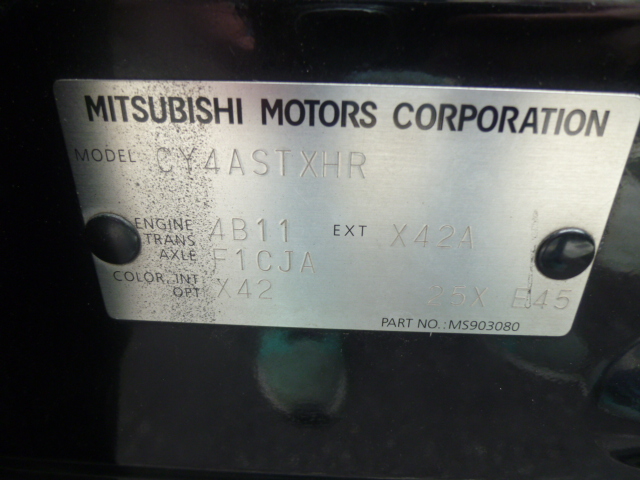 MITSUBISHI MOTORS CORPORATION
MODEL CY4ASTXHR
ENGINE 4B11 EXT X42A
TRANS AXLE F1CJA
COLOR, INT OPT X42 25X E45
PART NO.: MS903080